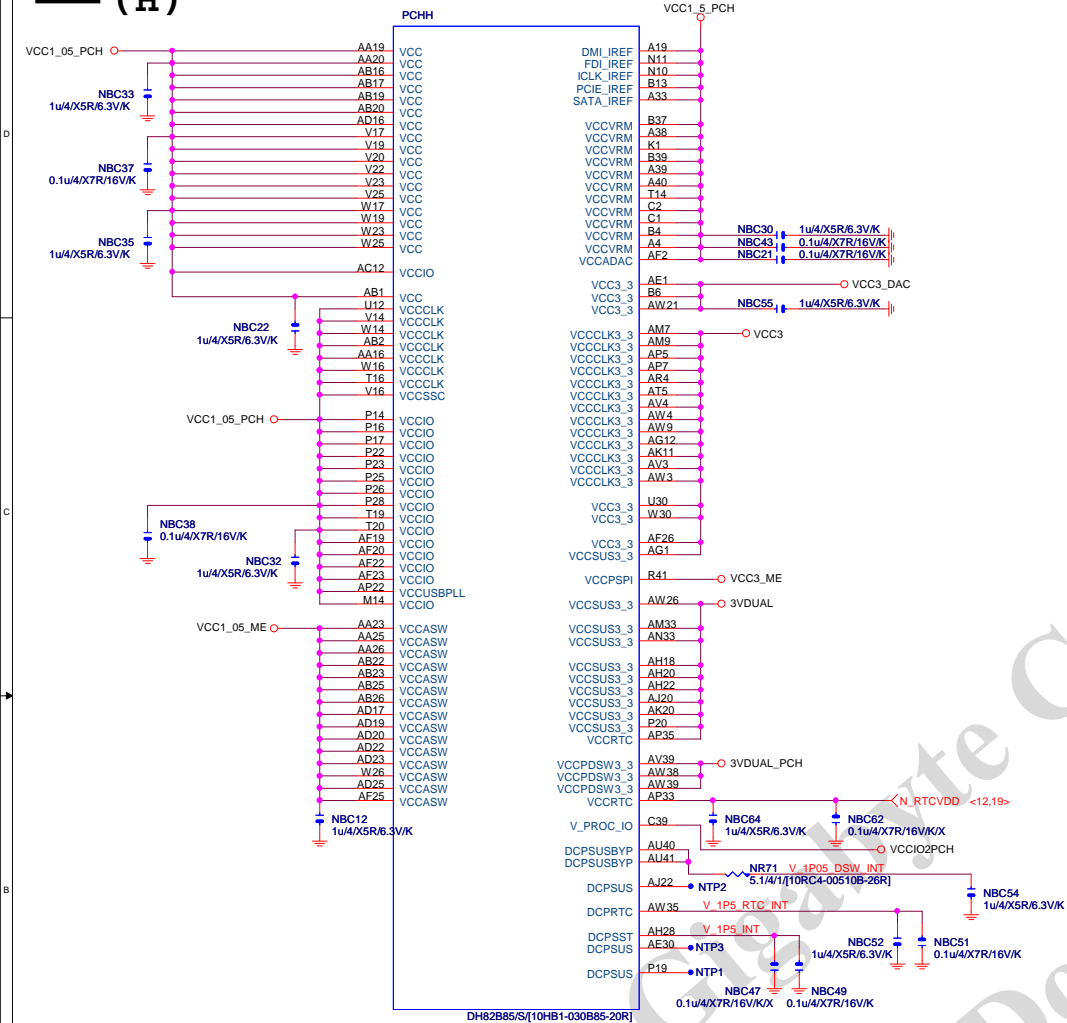 (H)
PCHH
VCC1_5_PCH
VCC1_05_PCH
AA19 VCC
AA20 VCC
AB16 VCC
AB17 VCC
AB19 VCC
AB20 VCC
AD16 VCC
V17 VCC
V19 VCC
V20 VCC
V22 VCC
V23 VCC
V25 VCC
W17 VCC
W19 VCC
W23 VCC
W25 VCC
AC12 VCCIO
AB1 VCC
U12 VCCCLK
V14 VCCCLK
W14 VCCCLK
AB2 VCCCLK
AA16 VCCCLK
W16 VCCCLK
T16 VCCCLK
V16 VCCSSC
NBC33
1u/4/X5R/6.3V/K
NBC37
0.1u/4/X7R/16V/K
NBC35
1u/4/X5R/6.3V/K
NBC22
1u/4/X5R/6.3V/K
VCC1_05_PCH
P14 VCCIO
P16 VCCIO
P17 VCCIO
P22 VCCIO
P23 VCCIO
P25 VCCIO
P26 VCCIO
P28 VCCIO
T19 VCCIO
T20 VCCIO
AF19 VCCIO
AF20 VCCIO
AF22 VCCIO
AF23 VCCIO
AP22 VCCUSBPLL
M14 VCCIO
NBC38
0.1u/4/X7R/16V/K
NBC32
1u/4/X5R/6.3V/K
VCC1_05_ME
AA23 VCCASW
AA25 VCCASW
AA26 VCCASW
AB22 VCCASW
AB23 VCCASW
AB25 VCCASW
AB26 VCCASW
AD17 VCCASW
AD19 VCCASW
AD20 VCCASW
AD22 VCCASW
AD23 VCCASW
W26 VCCASW
AD25 VCCASW
AF25 VCCASW
NBC12
1u/4/X5R/6.3V/K
DMI_IREF A19
FDI_IREF N11
ICLK_IREF N10
PCIE_IREF B13
SATA_IREF A33
VCCVRM B37
VCCVRM A38
VCCVRM K1
VCCVRM B39
VCCVRM A39
VCCVRM A40
VCCVRM T14
VCCVRM C2
VCCVRM C1
VCCVRM B4 NBC30 1u/4/X5R/6.3V/K
VCCVRM A4 NBC43 0.1u/4/X7R/16V/K
VCCADAC AF2 NBC21 0.1u/4/X7R/16V/K
VCC3_3 AE1 VCC3_DAC
VCC3_3 B6
VCC3_3 AW21 NBC55 1u/4/X5R/6.3V/K
VCCCLK3_3 AM7 VCC3
VCCCLK3_3 AM9
VCCCLK3_3 AP5
VCCCLK3_3 AP7
VCCCLK3_3 AR4
VCCCLK3_3 AT5
VCCCLK3_3 AV4
VCCCLK3_3 AW4
VCCCLK3_3 AW9
VCCCLK3_3 AG12
VCCCLK3_3 AK11
VCCCLK3_3 AV3
VCCCLK3_3 AW3
VCC3_3 U30
VCC3_3 W30
VCC3_3 AF26
VCCSUS3_3 AG1
VCCPSPI R41 VCC3_ME
VCCSUS3_3 AW26 3VDUAL
VCCSUS3_3 AM33
VCCSUS3_3 AN33
VCCSUS3_3 AH18
VCCSUS3_3 AH20
VCCSUS3_3 AH22
VCCSUS3_3 AJ20
VCCSUS3_3 AK20
VCCSUS3_3 P20
VCCRTC AP35
VCCPDSW3_3 AV39 3VDUAL_PCH
VCCPDSW3_3 AW38
VCCPDSW3_3 AW39
VCCRTC AP33 N_RTCVDD <12,19>
NBC64
1u/4/X5R/6.3V/K
NBC62
0.1u/4/X7R/16V/K/X
V_PROC_IO C39 VCCIO2PCH
DCPSUSBYP AU40
DCPSUSBYP AU41
NR71 V_1P05_DSW_INT
5.1/4/1/[10RC4-00510B-26R]
NBC54
1u/4/X5R/6.3V/K
DCPSUS AJ22 NTP2
DCPRTC AW35 V_1P5_RTC_INT
NBC52
1u/4/X5R/6.3V/K
NBC51
0.1u/4/X7R/16V/K
DCPSST AH28 V_1P5_INT
DCPSUS AE30 NTP3
DCPSUS P19 NTP1
NBC47
0.1u/4/X7R/16V/K/X
NBC49
0.1u/4/X7R/16V/K
DH82B85/S/[10HB1-030B85-20R]
D
C
B
Gigabyte C
Do